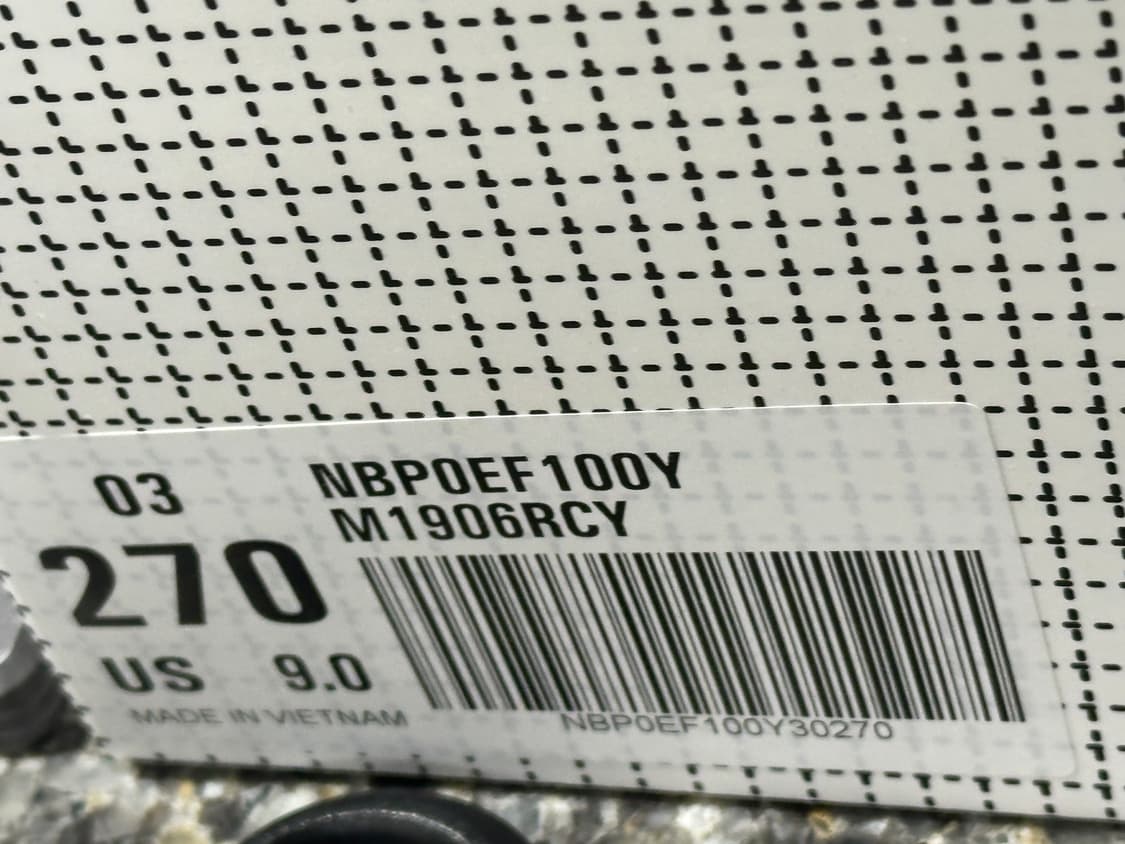 03
NBP0EF100Y
M1906RCY
270
US 9.0
MADE IN VIETNAM
NBP0EF100Y30270